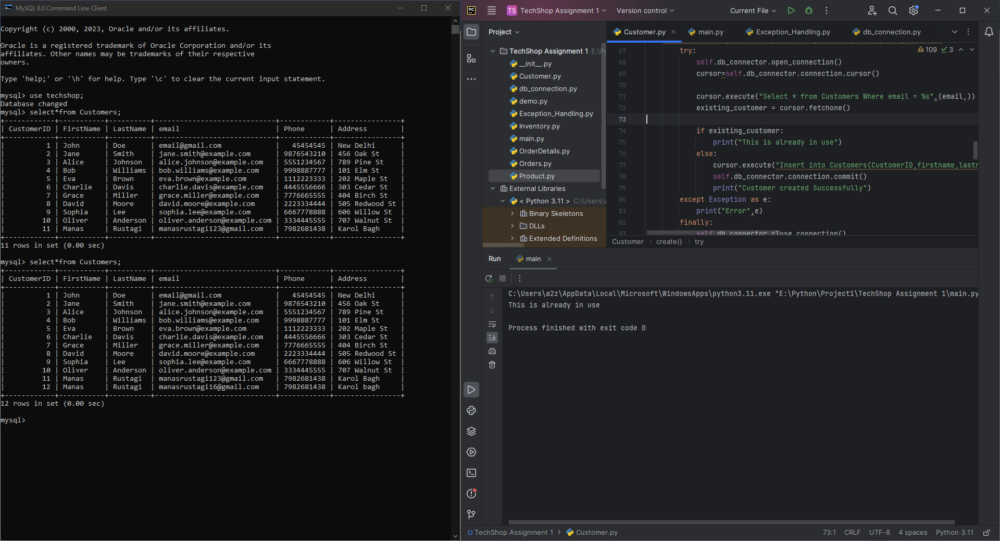 MySQL 8.0 Command Line Client
Copyright (c) 2000, 2023, Oracle and/or its affiliates.
Oracle is a registered trademark of Oracle Corporation and/or its
affiliates. Other names may be trademarks of their respective
owners.
Type 'help;' or '\h' for help. Type '\c' to clear the current input statement.
mysql> use techshop;
Database changed
mysql> select*from Customers;
+------------+-----------+----------+-----------------------------+------------+----------------+
| CustomerID | FirstName | LastName | email                       | Phone      | Address        |
+------------+-----------+----------+-----------------------------+------------+----------------+
|          1 | John      | Doe      | email@gmail.com             |   45454545 | New Delhi      |
|          2 | Jane      | Smith    | jane.smith@example.com      | 9876543210 | 456 Oak St     |
|          3 | Alice     | Johnson  | alice.johnson@example.com   | 5551234567 | 789 Pine St    |
|          4 | Bob       | Williams | bob.williams@example.com    | 9998887777 | 101 Elm St     |
|          5 | Eva       | Brown    | eva.brown@example.com       | 1112223333 | 202 Maple St   |
|          6 | Charlie   | Davis    | charlie.davis@example.com   | 4445556666 | 303 Cedar St   |
|          7 | Grace     | Miller   | grace.miller@example.com    | 7776665555 | 404 Birch St   |
|          8 | David     | Moore    | david.moore@example.com     | 2223334444 | 505 Redwood St |
|          9 | Sophia    | Lee      | sophia.lee@example.com      | 6667778888 | 606 Willow St  |
|         10 | Oliver    | Anderson | oliver.anderson@example.com | 3334445555 | 707 Walnut St  |
|         11 | Manas     | Rustagi  | manasrustagi123@gmail.com   | 7982681438 | Karol Bagh     |
+------------+-----------+----------+-----------------------------+------------+----------------+
11 rows in set (0.00 sec)
mysql> select*from Customers;
+------------+-----------+----------+-----------------------------+------------+----------------+
| CustomerID | FirstName | LastName | email                       | Phone      | Address        |
+------------+-----------+----------+-----------------------------+------------+----------------+
|          1 | John      | Doe      | email@gmail.com             |   45454545 | New Delhi      |
|          2 | Jane      | Smith    | jane.smith@example.com      | 9876543210 | 456 Oak St     |
|          3 | Alice     | Johnson  | alice.johnson@example.com   | 5551234567 | 789 Pine St    |
|          4 | Bob       | Williams | bob.williams@example.com    | 9998887777 | 101 Elm St     |
|          5 | Eva       | Brown    | eva.brown@example.com       | 1112223333 | 202 Maple St   |
|          6 | Charlie   | Davis    | charlie.davis@example.com   | 4445556666 | 303 Cedar St   |
|          7 | Grace     | Miller   | grace.miller@example.com    | 7776665555 | 404 Birch St   |
|          8 | David     | Moore    | david.moore@example.com     | 2223334444 | 505 Redwood St |
|          9 | Sophia    | Lee      | sophia.lee@example.com      | 6667778888 | 606 Willow St  |
|         10 | Oliver    | Anderson | oliver.anderson@example.com | 3334445555 | 707 Walnut St  |
|         11 | Manas     | Rustagi  | manasrustagi123@gmail.com   | 7982681438 | Karol Bagh     |
|         12 | Manas     | Rustagi  | manasrustagi16@gmail.com    | 7982681438 | Karol bagh     |
+------------+-----------+----------+-----------------------------+------------+----------------+
12 rows in set (0.00 sec)
mysql>
PC TS TechShop Assignment 1 Version control Current File
Project
TechShop Assignment 1 E:\Py
__init__.py
Customer.py
db_connection.py
demo.py
Exception_Handling.py
Inventory.py
main.py
OrderDetails.py
Orders.py
Product.py
External Libraries
< Python 3.11 > C:\Users\a
Binary Skeletons
DLLs
Extended Definitions
Customer.py main.py Exception_Handling.py db_connection.py
109 3
67 try:
68 self.db_connector.open_connection()
69 cursor=self.db_connector.connection.cursor()
70
71 cursor.execute("Select * from Customers Where email = %s",(email,))
72 existing_customer = cursor.fetchone()
73
74 if existing_customer:
75 print("This is already in use")
76 else:
77 cursor.execute("Insert into Customers(CustomerID,firstname,lastn
78 self.db_connector.connection.commit()
79 print("Customer created Successfully")
80 except Exception as e:
81 print("Error",e)
82 finally:
83 self.db_connector.close_connection()
Customer > create() > try
Run main
C:\Users\a2z\AppData\Local\Microsoft\WindowsApps\python3.11.exe "E:\Python\Project1\TechShop Assignment 1\main.py
This is already in use
Process finished with exit code 0
TechShop Assignment 1 > Customer.py
73:1 CRLF UTF-8 4 spaces Python 3.11